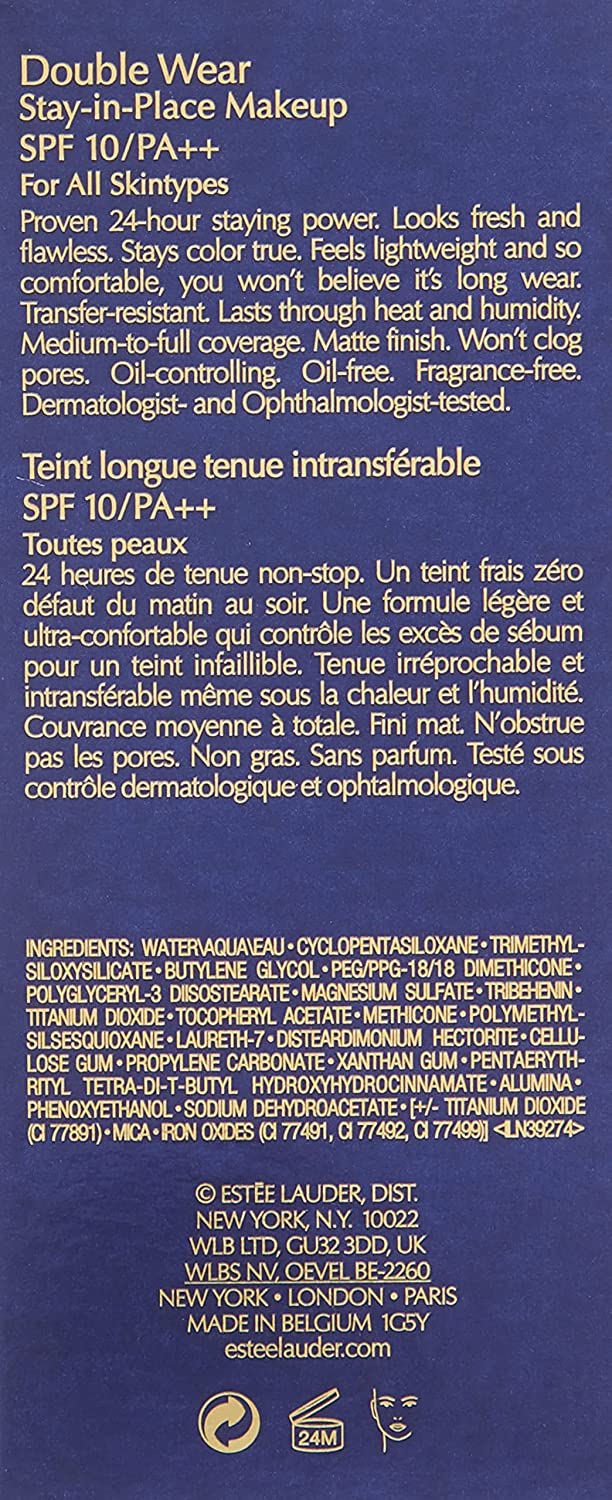 Double Wear
Stay-in-Place Makeup
SPF 10/PA++
For All Skintypes
Proven 24-hour staying power. Looks fresh and
flawless. Stays color true. Feels lightweight and so
comfortable, you won't believe it's long wear.
Transfer-resistant. Lasts through heat and humidity.
Medium-to-full coverage. Matte finish. Won't clog
pores. Oil-controlling. Oil-free. Fragrance-free.
Dermatologist- and Ophthalmologist-tested.
Teint longue tenue intransférable
SPF 10/PA++
Toutes peaux
24 heures de tenue non-stop. Un teint frais zéro
défaut du matin au soir. Une formule légère et
ultra-confortable qui contrôle les excès de sébum
pour un teint infaillible. Tenue irréprochable et
intransférable même sous la chaleur et l'humidité.
Couvrance moyenne à totale. Fini mat. N'obstrue
pas les pores. Non gras. Sans parfum. Testé sous
contrôle dermatologique et ophtalmologique.
INGREDIENTS: WATER\AQUA\EAU • CYCLOPENTASILOXANE • TRIMETHYL-
SILOXYSILICATE • BUTYLENE GLYCOL • PEG/PPG-18/18 DIMETHICONE •
POLYGLYCERYL-3 DIISOSTEARATE • MAGNESIUM SULFATE • TRIBEHENIN •
TITANIUM DIOXIDE • TOCOPHERYL ACETATE • METHICONE • POLYMETHYL-
SILSESQUIOXANE • LAURETH-7 • DISTEARDIMONIUM HECTORITE • CELLU-
LOSE GUM • PROPYLENE CARBONATE • XANTHAN GUM • PENTAERYTH-
RITYL TETRA-DI-T-BUTYL HYDROXYHYDROCINNAMATE • ALUMINA •
PHENOXYETHANOL • SODIUM DEHYDROACETATE • [+/- TITANIUM DIOXIDE
(CI 77891) • MICA • IRON OXIDES (CI 77491, CI 77492, CI 77499)] <ILN39274>
© ESTĒE LAUDER, DIST.
NEW YORK, N.Y. 10022
WLB LTD, GU32 3DD, UK
WLBS NV, OEVEL BE-2260
NEW YORK • LONDON • PARIS
MADE IN BELGIUM 1G5Y
esteelauder.com
24M